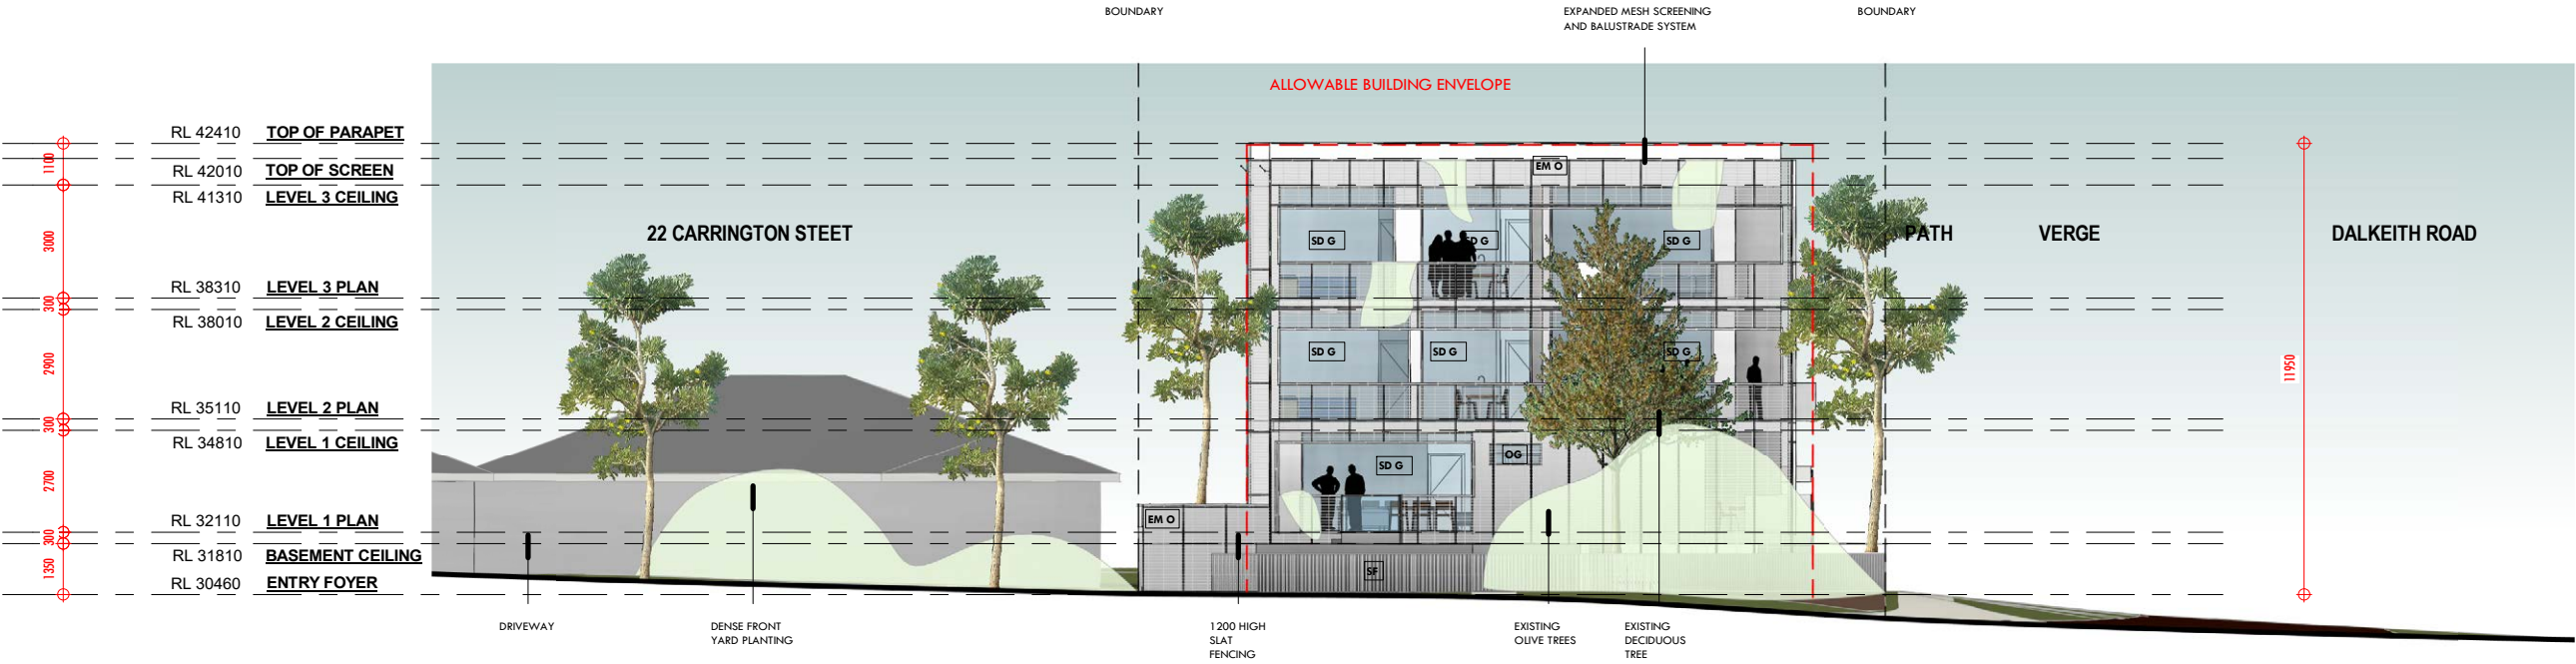 BOUNDARY
EXPANDED MESH SCREENING
AND BALUSTRADE SYSTEM
BOUNDARY
ALLOWABLE BUILDING ENVELOPE
RL 42410 TOP OF PARAPET
1100
RL 42010 TOP OF SCREEN
RL 41310 LEVEL 3 CEILING
3000
RL 38310 LEVEL 3 PLAN
300
RL 38010 LEVEL 2 CEILING
2900
RL 35110 LEVEL 2 PLAN
300
RL 34810 LEVEL 1 CEILING
2700
RL 32110 LEVEL 1 PLAN
300
RL 31810 BASEMENT CEILING
1350
RL 30460 ENTRY FOYER
22 CARRINGTON STEET
EM O
SD G
SD G
SD G
SD G
SD G
SD G
SD G
OG
EM O
SF
PATH
VERGE
DALKEITH ROAD
11950
DRIVEWAY
DENSE FRONT
YARD PLANTING
1200 HIGH
SLAT
FENCING
EXISTING
OLIVE TREES
EXISTING
DECIDUOUS
TREE